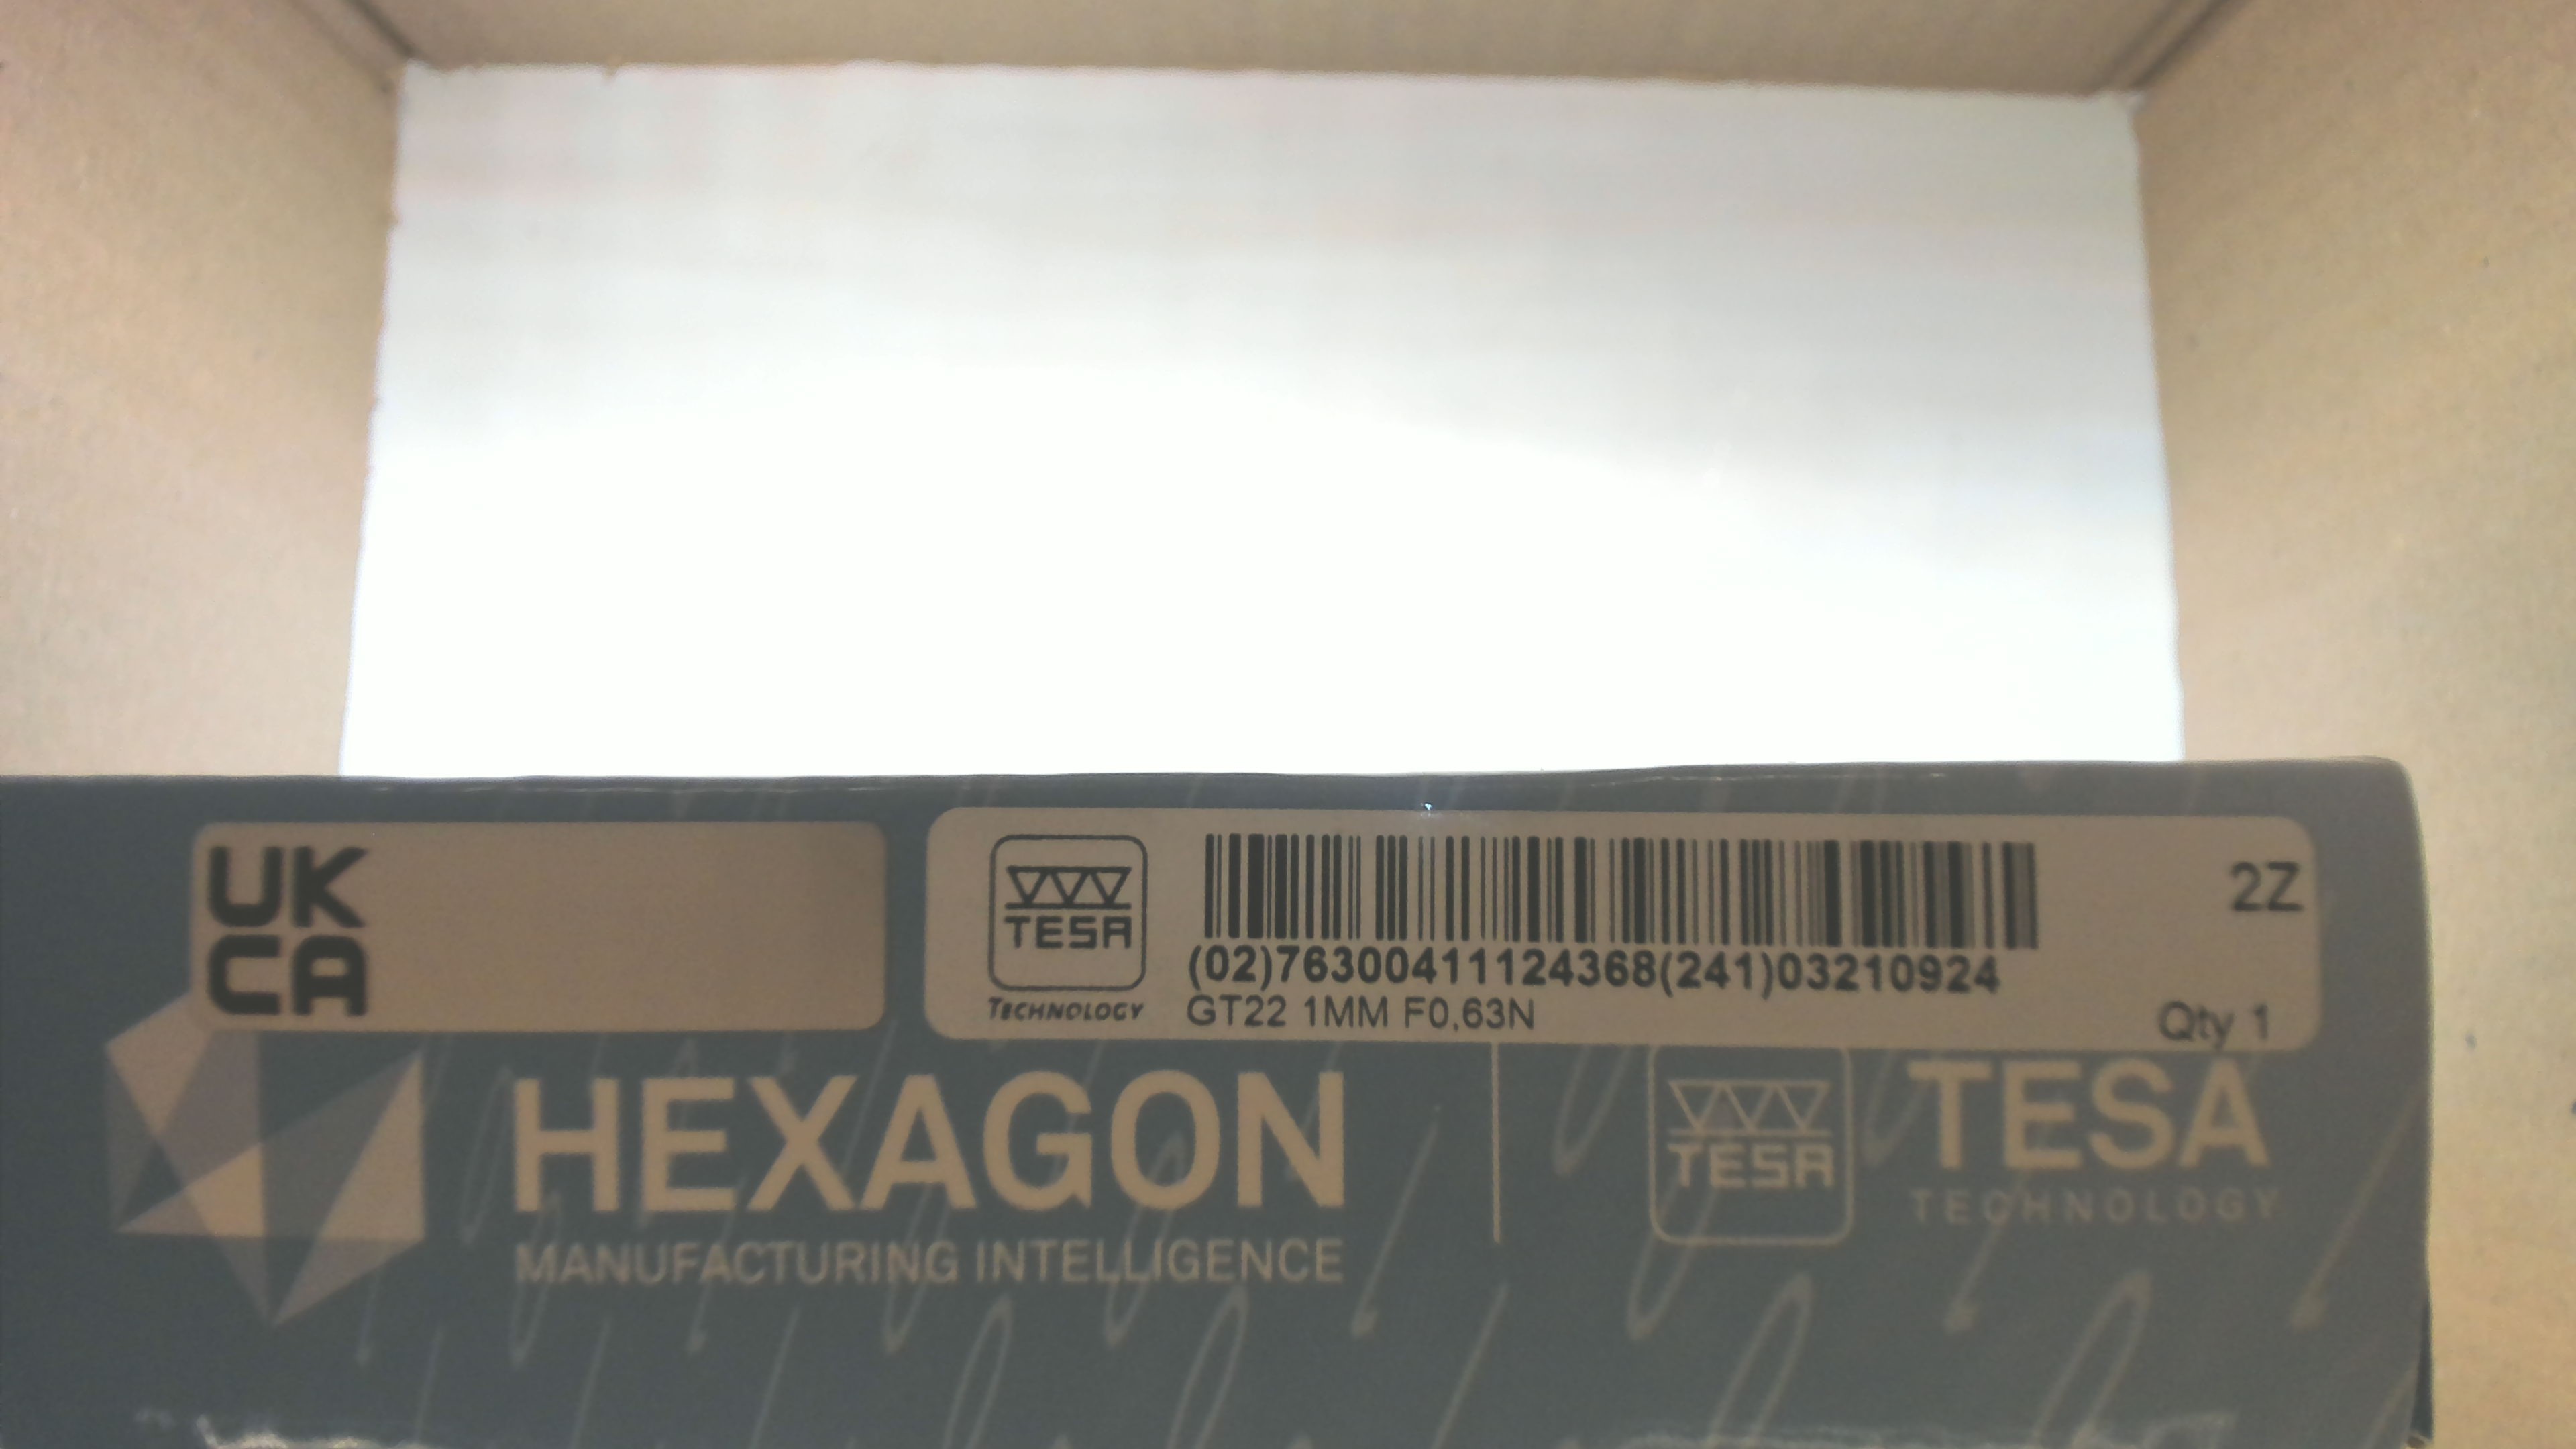 UK
CA
TESA
TECHNOLOGY
(02)76300411124368(241)03210924
GT22 1MM F0,63N
2Z
Qty 1
HEXAGON
MANUFACTURING INTELLIGENCE
TESA
TESA
TECHNOLOGY